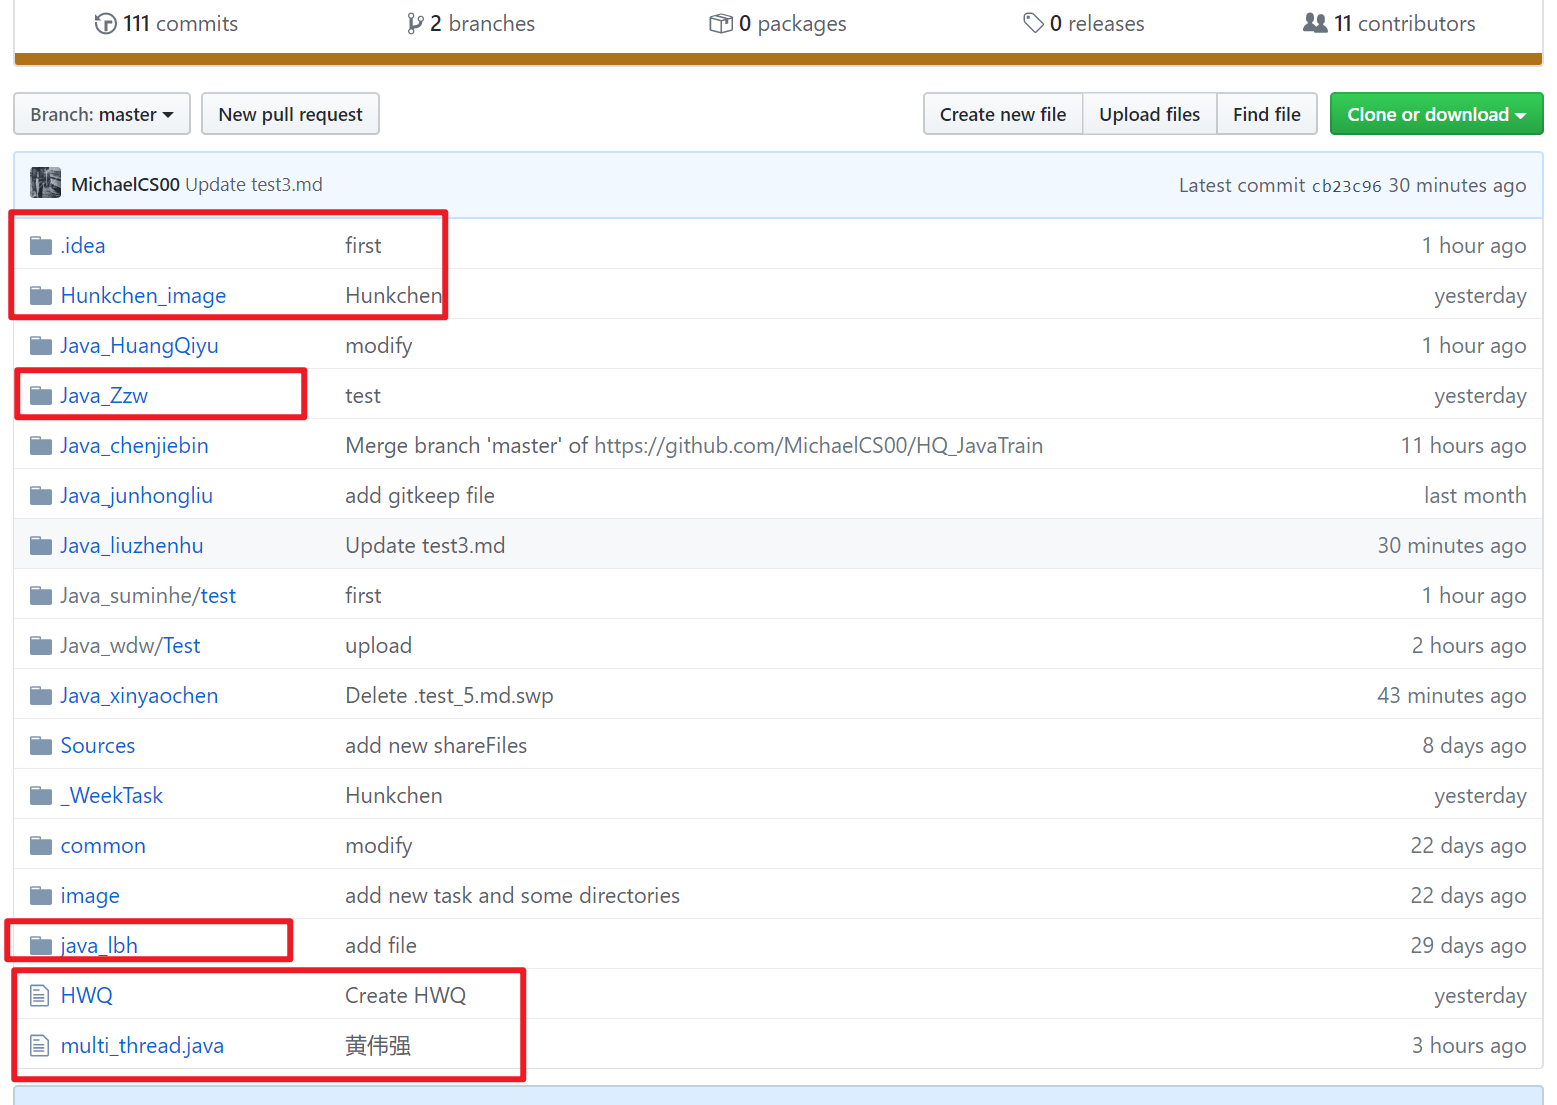 111 commits 2 branches 0 packages 0 releases 11 contributors
Branch: master New pull request Create new file Upload files Find file Clone or download
MichaelCS00 Update test3.md Latest commit cb23c96 30 minutes ago
.idea first 1 hour ago
Hunkchen_image Hunkchen yesterday
Java_HuangQiyu modify 1 hour ago
Java_Zzw test yesterday
Java_chenjiebin Merge branch 'master' of https://github.com/MichaelCS00/HQ_JavaTrain 11 hours ago
Java_junhongliu add gitkeep file last month
Java_liuzhenhu Update test3.md 30 minutes ago
Java_suminhe/test first 1 hour ago
Java_wdw/Test upload 2 hours ago
Java_xinyaochen Delete .test_5.md.swp 43 minutes ago
Sources add new shareFiles 8 days ago
_WeekTask Hunkchen yesterday
common modify 22 days ago
image add new task and some directories 22 days ago
java_lbh add file 29 days ago
HWQ Create HWQ yesterday
multi_thread.java 黄伟强 3 hours ago